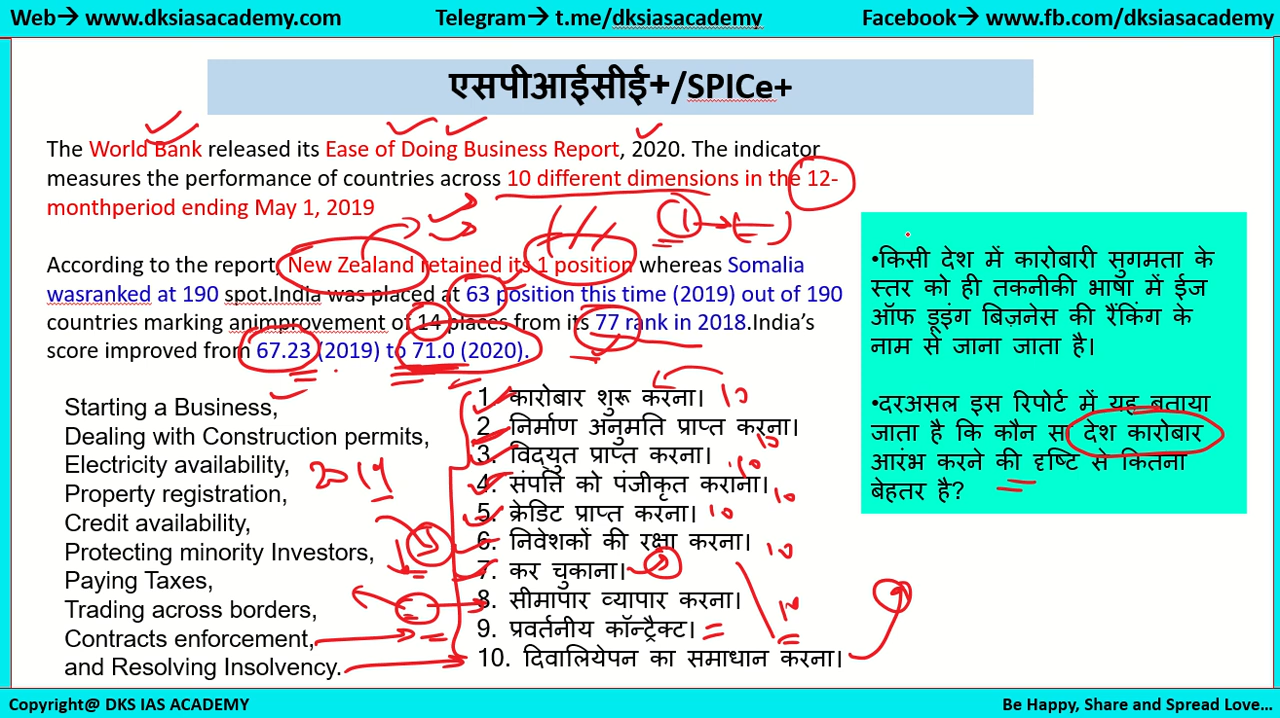 Web→ www.dksiasacademy.com Telegram→ t.me/dksiasacademy Facebook→ www.fb.com/dksiasacademy
एसपीआईसीई+/SPICe+
The World Bank released its Ease of Doing Business Report, 2020. The indicator
measures the performance of countries across 10 different dimensions in the 12-
monthperiod ending May 1, 2019
According to the report, New Zealand retained its 1 position whereas Somalia
wasranked at 190 spot.India was placed at 63 position this time (2019) out of 190
countries marking animprovement of 14 places from its 77 rank in 2018.India's
score improved from 67.23 (2019) to 71.0 (2020).
Starting a Business,
Dealing with Construction permits,
Electricity availability,
Property registration,
Credit availability,
Protecting minority Investors,
Paying Taxes,
Trading across borders,
Contracts enforcement,
and Resolving Insolvency.
2019
1. कारोबार शुरू करना। 10
2. निर्माण अनुमति प्राप्त करना। 10
3. विद्युत प्राप्त करना। 10
4. संपत्ति को पंजीकृत कराना। 10
5. क्रेडिट प्राप्त करना। 10
6. निवेशकों की रक्षा करना। 10
7. कर चुकाना।
8. सीमापार व्यापार करना। 10
9. प्रवर्तनीय कॉन्ट्रैक्ट।
10. दिवालियेपन का समाधान करना।
•किसी देश में कारोबारी सुगमता के
स्तर को ही तकनीकी भाषा में ईज
ऑफ डूइंग बिज़नेस की रैंकिंग के
नाम से जाना जाता है।
•दरअसल इस रिपोर्ट में यह बताया
जाता है कि कौन स देश कारोबार
आरंभ करने की दृष्टि से कितना
बेहतर है?
Copyright@ DKS IAS ACADEMY Be Happy, Share and Spread Love...